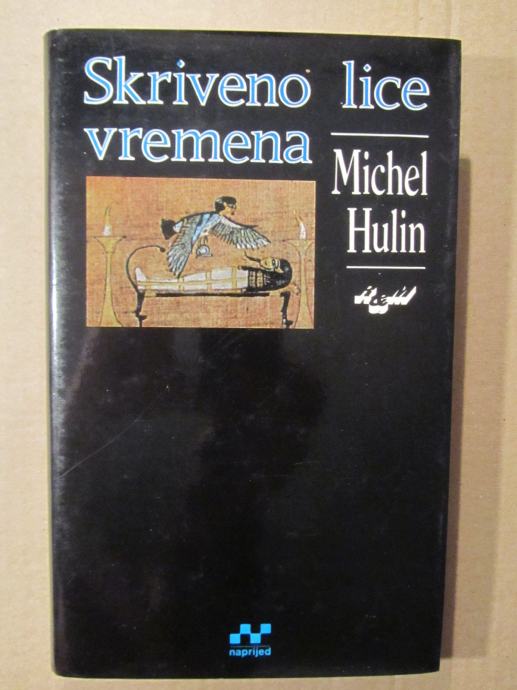 Skriveno lice
vremena
Michel
Hulin
naprijed